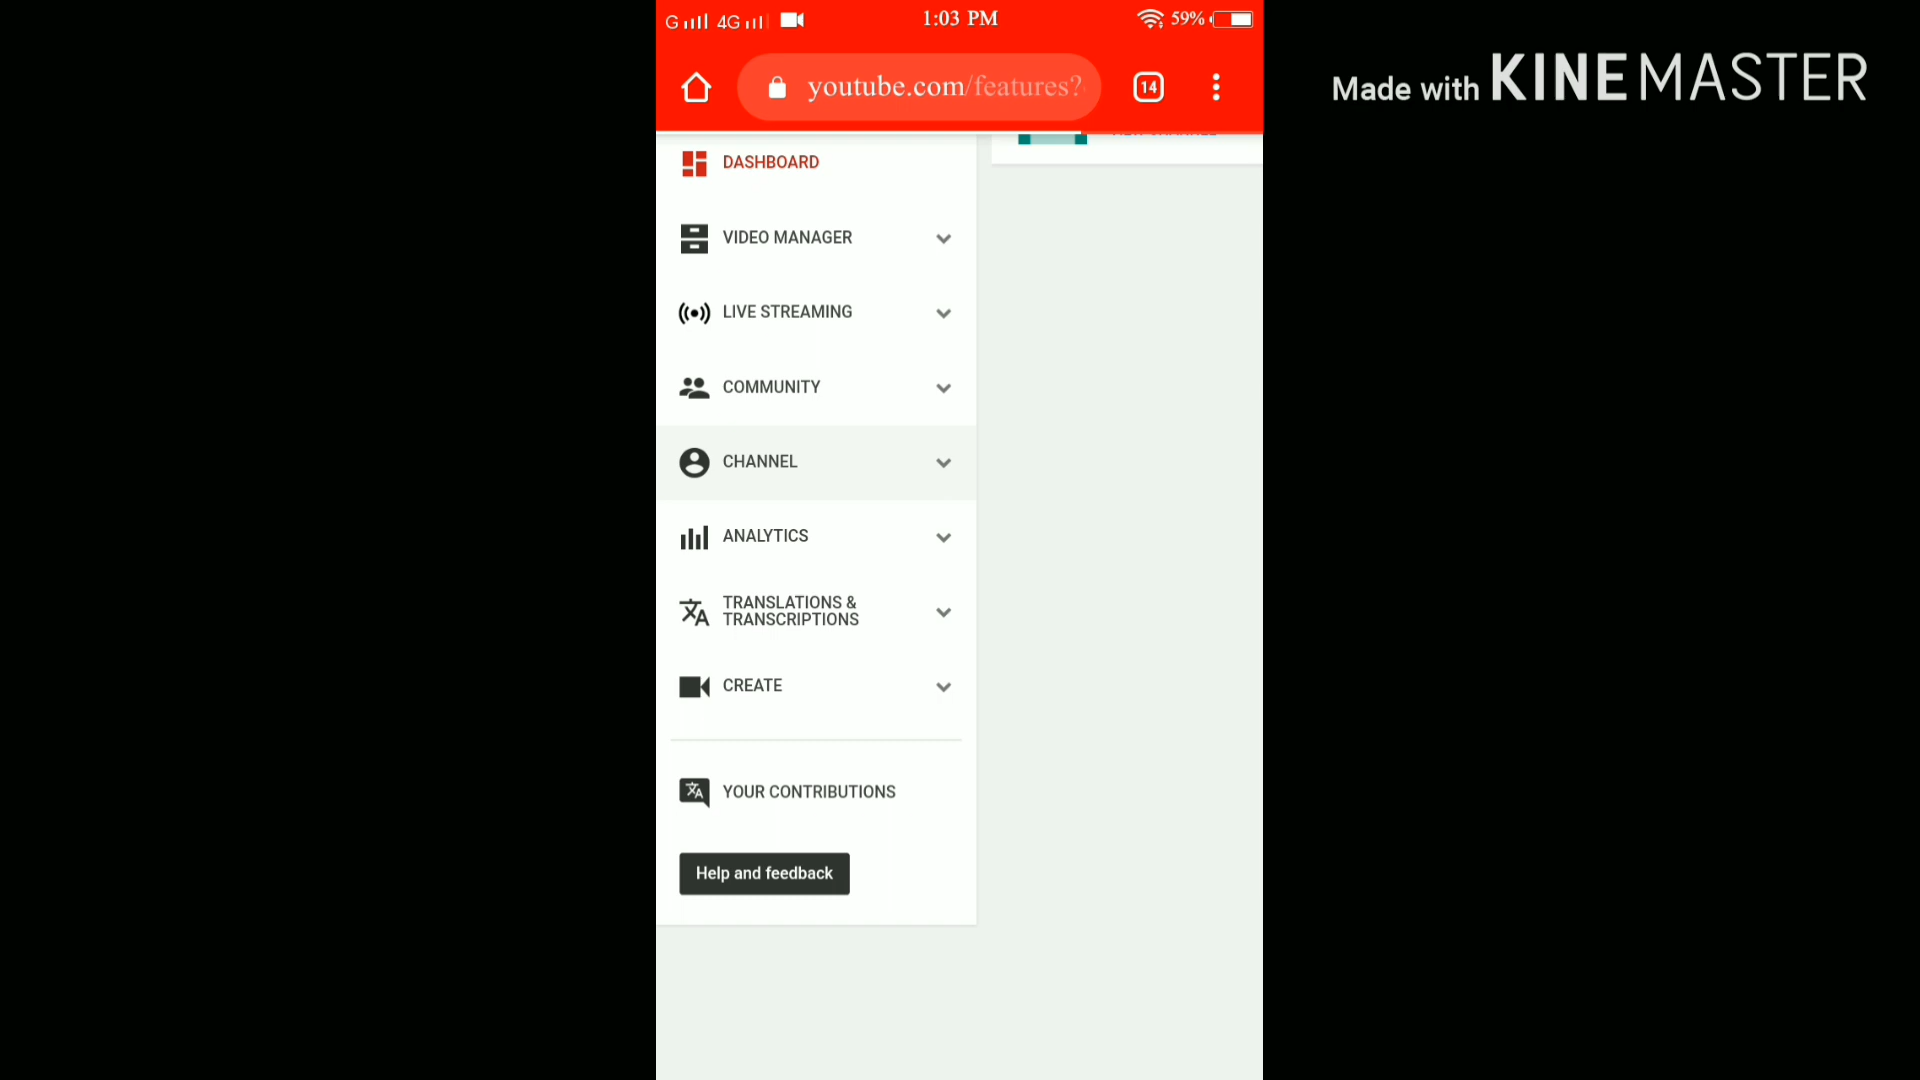 G 4G 1:03 PM 59%
Made with KINEMASTER
youtube.com/features? 14
DASHBOARD
VIDEO MANAGER
LIVE STREAMING
COMMUNITY
CHANNEL
ANALYTICS
TRANSLATIONS &
TRANSCRIPTIONS
CREATE
YOUR CONTRIBUTIONS
Help and feedback